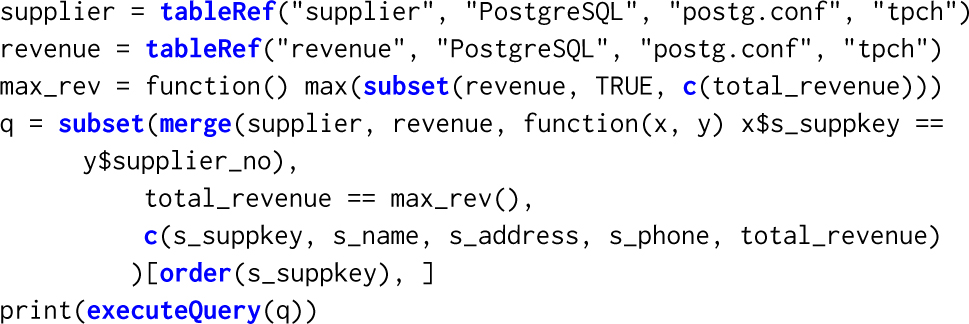 supplier = tableRef("supplier", "PostgreSQL", "postg.conf", "tpch")
revenue = tableRef("revenue", "PostgreSQL", "postg.conf", "tpch")
max_rev = function() max(subset(revenue, TRUE, c(total_revenue)))
q = subset(merge(supplier, revenue, function(x, y) x$s_suppkey ==
y$supplier_no),
total_revenue == max_rev(),
c(s_suppkey, s_name, s_address, s_phone, total_revenue)
)[order(s_suppkey), ]
print(executeQuery(q))